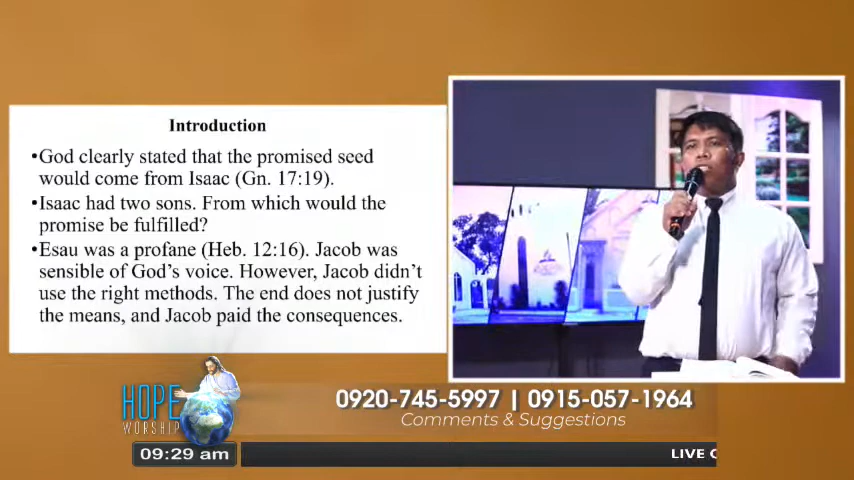 Introduction
•God clearly stated that the promised seed
would come from Isaac (Gn. 17:19).
•Isaac had two sons. From which would the
promise be fulfilled?
•Esau was a profane (Heb. 12:16). Jacob was
sensible of God's voice. However, Jacob didn't
use the right methods. The end does not justify
the means, and Jacob paid the consequences.
HOPE
WORSHIP
0920-745-5997 | 0915-057-1964
Comments & Suggestions
09:29 am
LIVE